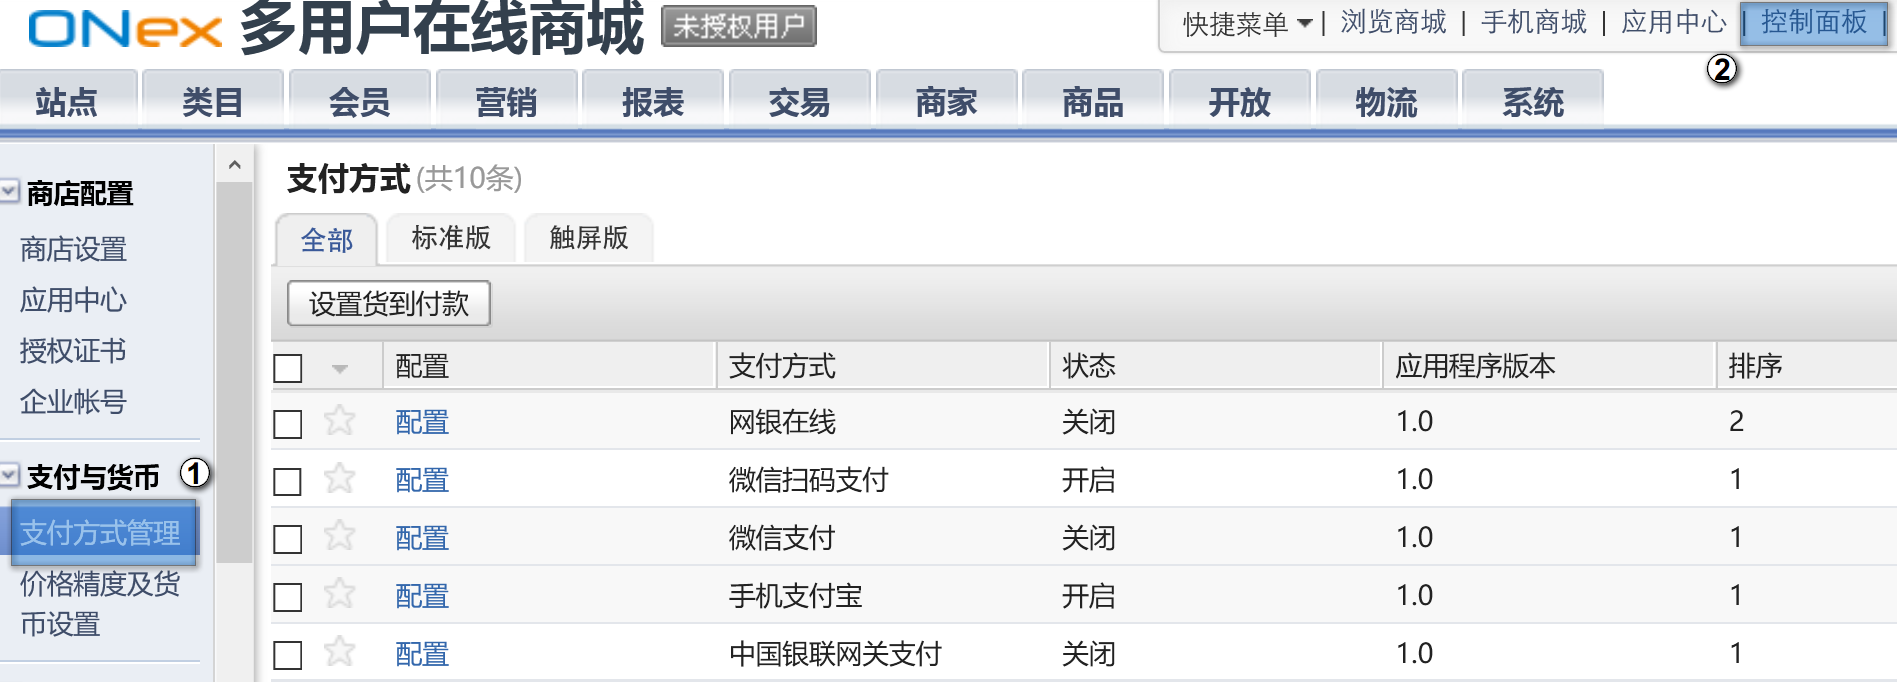 ONex 多用户在线商城 未授权用户
快捷菜单 | 浏览商城 | 手机商城 | 应用中心 | 控制面板 |
②
站点 类目 会员 营销 报表 交易 商家 商品 开放 物流 系统
商店配置
商店设置
应用中心
授权证书
企业帐号
支付与货币 ①
支付方式管理
价格精度及货
币设置
支付方式(共10条)
全部 标准版 触屏版
设置货到付款
配置 支付方式 状态 应用程序版本 排序
配置 网银在线 关闭 1.0 2
配置 微信扫码支付 开启 1.0 1
配置 微信支付 关闭 1.0 1
配置 手机支付宝 开启 1.0 1
配置 中国银联网关支付 关闭 1.0 1